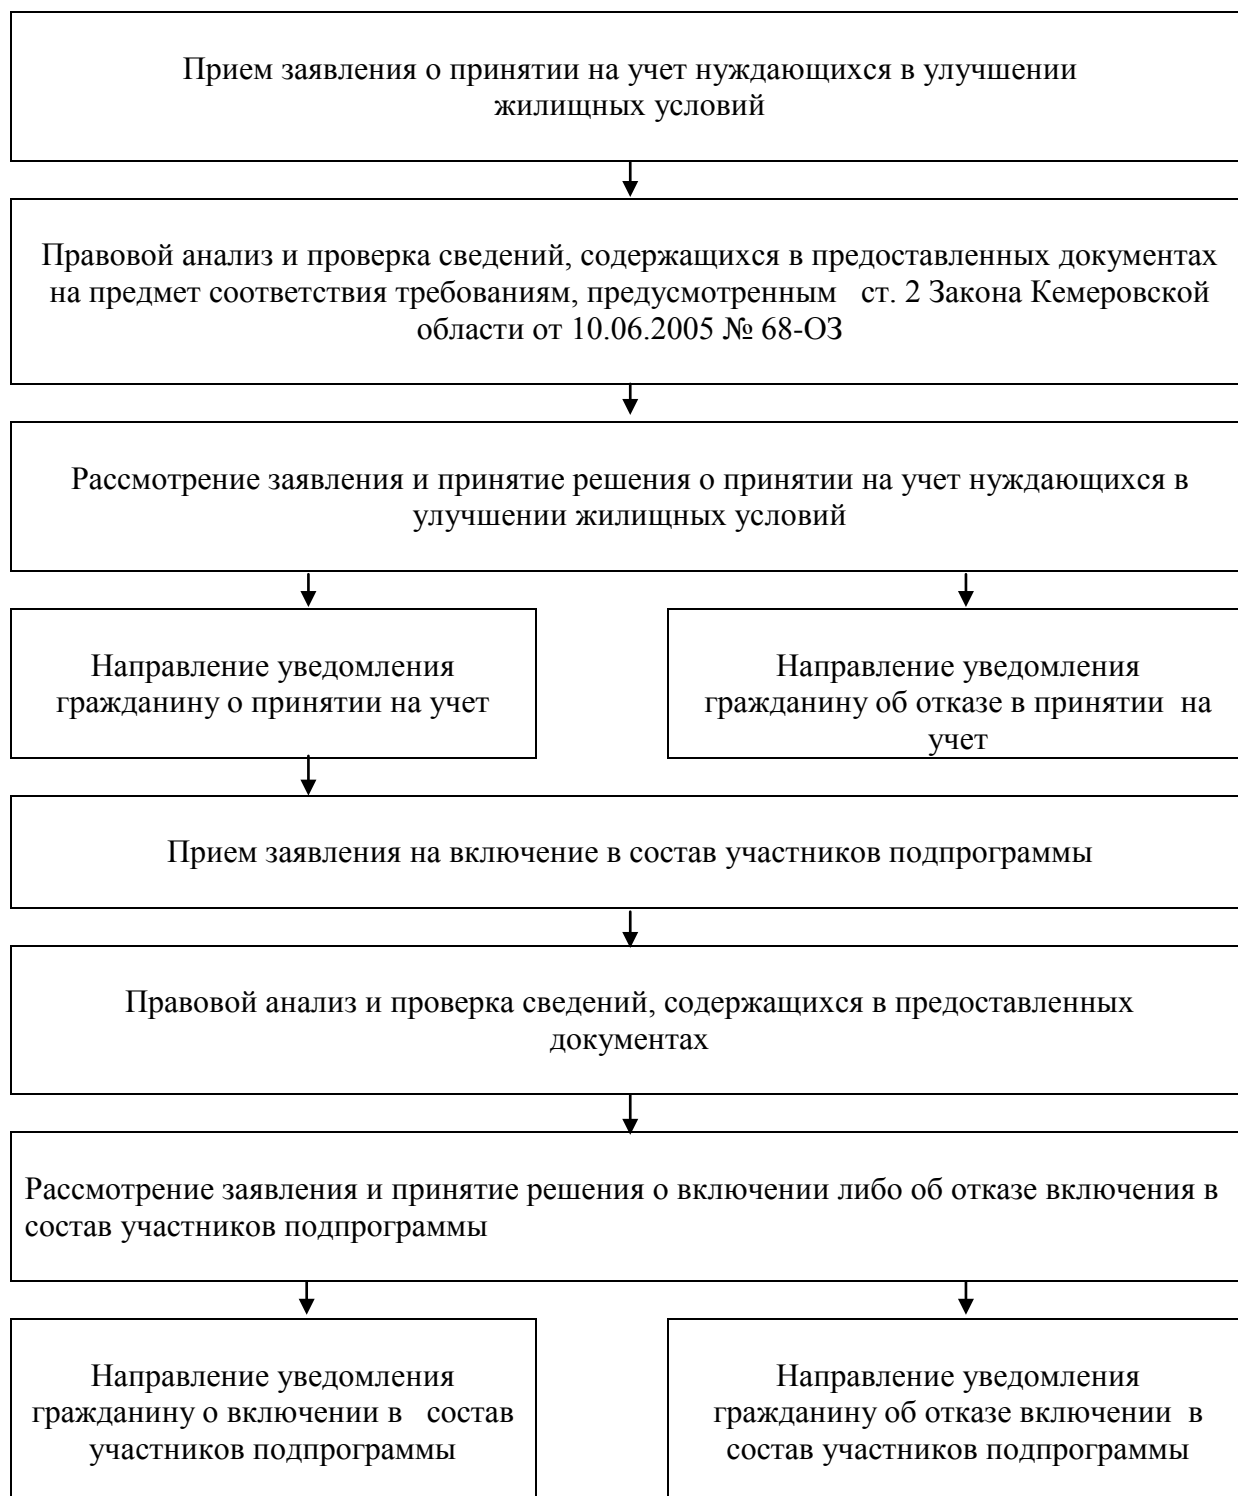 Прием заявления о принятии на учет нуждающихся в улучшении
жилищных условий
Правовой анализ и проверка сведений, содержащихся в предоставленных документах
на предмет соответствия требованиям, предусмотренным ст. 2 Закона Кемеровской
области от 10.06.2005 № 68-ОЗ
Рассмотрение заявления и принятие решения о принятии на учет нуждающихся в
улучшении жилищных условий
Направление уведомления
гражданину о принятии на учет
Направление уведомления
гражданину об отказе в принятии на
учет
Прием заявления на включение в состав участников подпрограммы
Правовой анализ и проверка сведений, содержащихся в предоставленных
документах
Рассмотрение заявления и принятие решения о включении либо об отказе включения в
состав участников подпрограммы
Направление уведомления
гражданину о включении в состав
участников подпрограммы
Направление уведомления
гражданину об отказе включении в
состав участников подпрограммы